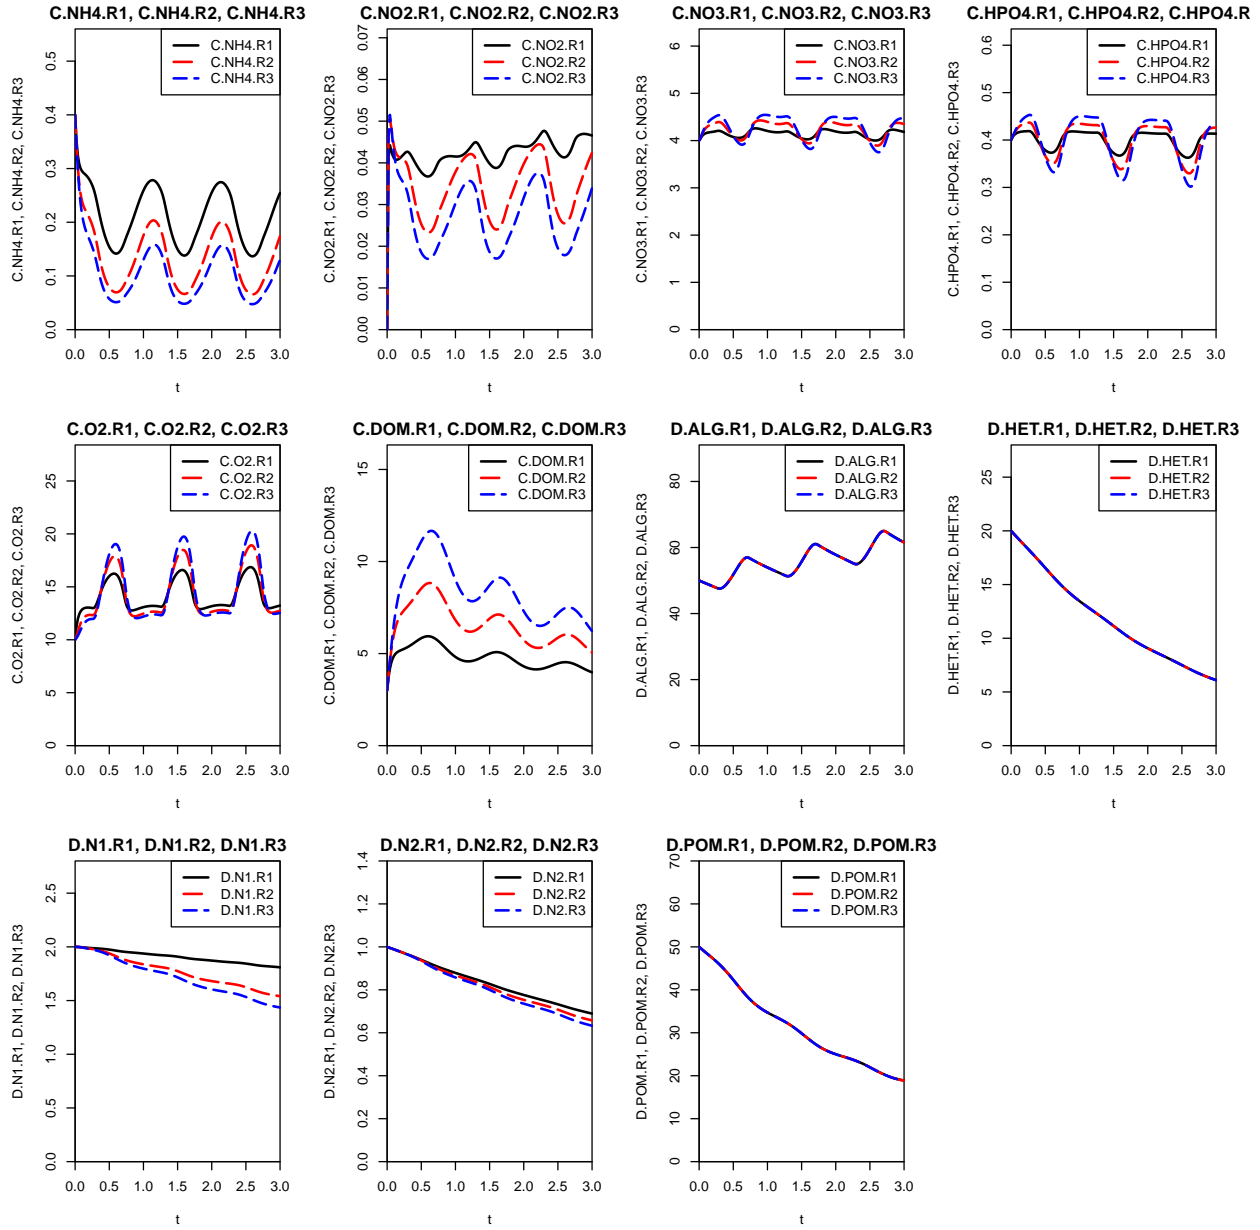 C.NH4.R1, C.NH4.R2, C.NH4.R3
C.NH4.R1, C.NH4.R2, C.NH4.R3
C.NH4.R1
C.NH4.R2
C.NH4.R3
0.0 0.1 0.2 0.3 0.4 0.5
0.0 0.5 1.0 1.5 2.0 2.5 3.0
t
C.NO2.R1, C.NO2.R2, C.NO2.R3
C.NO2.R1, C.NO2.R2, C.NO2.R3
C.NO2.R1
C.NO2.R2
C.NO2.R3
0.00 0.01 0.02 0.03 0.04 0.05 0.06 0.07
0.0 0.5 1.0 1.5 2.0 2.5 3.0
t
C.NO3.R1, C.NO3.R2, C.NO3.R3
C.NO3.R1, C.NO3.R2, C.NO3.R3
C.NO3.R1
C.NO3.R2
C.NO3.R3
0 1 2 3 4 5 6
0.0 0.5 1.0 1.5 2.0 2.5 3.0
t
C.HPO4.R1, C.HPO4.R2, C.HPO4.R
C.HPO4.R1, C.HPO4.R2, C.HPO4.R3
C.HPO4.R1
C.HPO4.R2
C.HPO4.R3
0.0 0.1 0.2 0.3 0.4 0.5 0.6
0.0 0.5 1.0 1.5 2.0 2.5 3.0
t
C.O2.R1, C.O2.R2, C.O2.R3
C.O2.R1, C.O2.R2, C.O2.R3
C.O2.R1
C.O2.R2
C.O2.R3
0 5 10 15 20 25
0.0 0.5 1.0 1.5 2.0 2.5 3.0
t
C.DOM.R1, C.DOM.R2, C.DOM.R3
C.DOM.R1, C.DOM.R2, C.DOM.R3
C.DOM.R1
C.DOM.R2
C.DOM.R3
0 5 10 15
0.0 0.5 1.0 1.5 2.0 2.5 3.0
t
D.ALG.R1, D.ALG.R2, D.ALG.R3
D.ALG.R1, D.ALG.R2, D.ALG.R3
D.ALG.R1
D.ALG.R2
D.ALG.R3
0 20 40 60 80
0.0 0.5 1.0 1.5 2.0 2.5 3.0
t
D.HET.R1, D.HET.R2, D.HET.R3
D.HET.R1, D.HET.R2, D.HET.R3
D.HET.R1
D.HET.R2
D.HET.R3
0 5 10 15 20 25
0.0 0.5 1.0 1.5 2.0 2.5 3.0
t
D.N1.R1, D.N1.R2, D.N1.R3
D.N1.R1, D.N1.R2, D.N1.R3
D.N1.R1
D.N1.R2
D.N1.R3
0.0 0.5 1.0 1.5 2.0 2.5
0.0 0.5 1.0 1.5 2.0 2.5 3.0
t
D.N2.R1, D.N2.R2, D.N2.R3
D.N2.R1, D.N2.R2, D.N2.R3
D.N2.R1
D.N2.R2
D.N2.R3
0.0 0.2 0.4 0.6 0.8 1.0 1.2 1.4
0.0 0.5 1.0 1.5 2.0 2.5 3.0
t
D.POM.R1, D.POM.R2, D.POM.R3
D.POM.R1, D.POM.R2, D.POM.R3
D.POM.R1
D.POM.R2
D.POM.R3
0 10 20 30 40 50 60 70
0.0 0.5 1.0 1.5 2.0 2.5 3.0
t